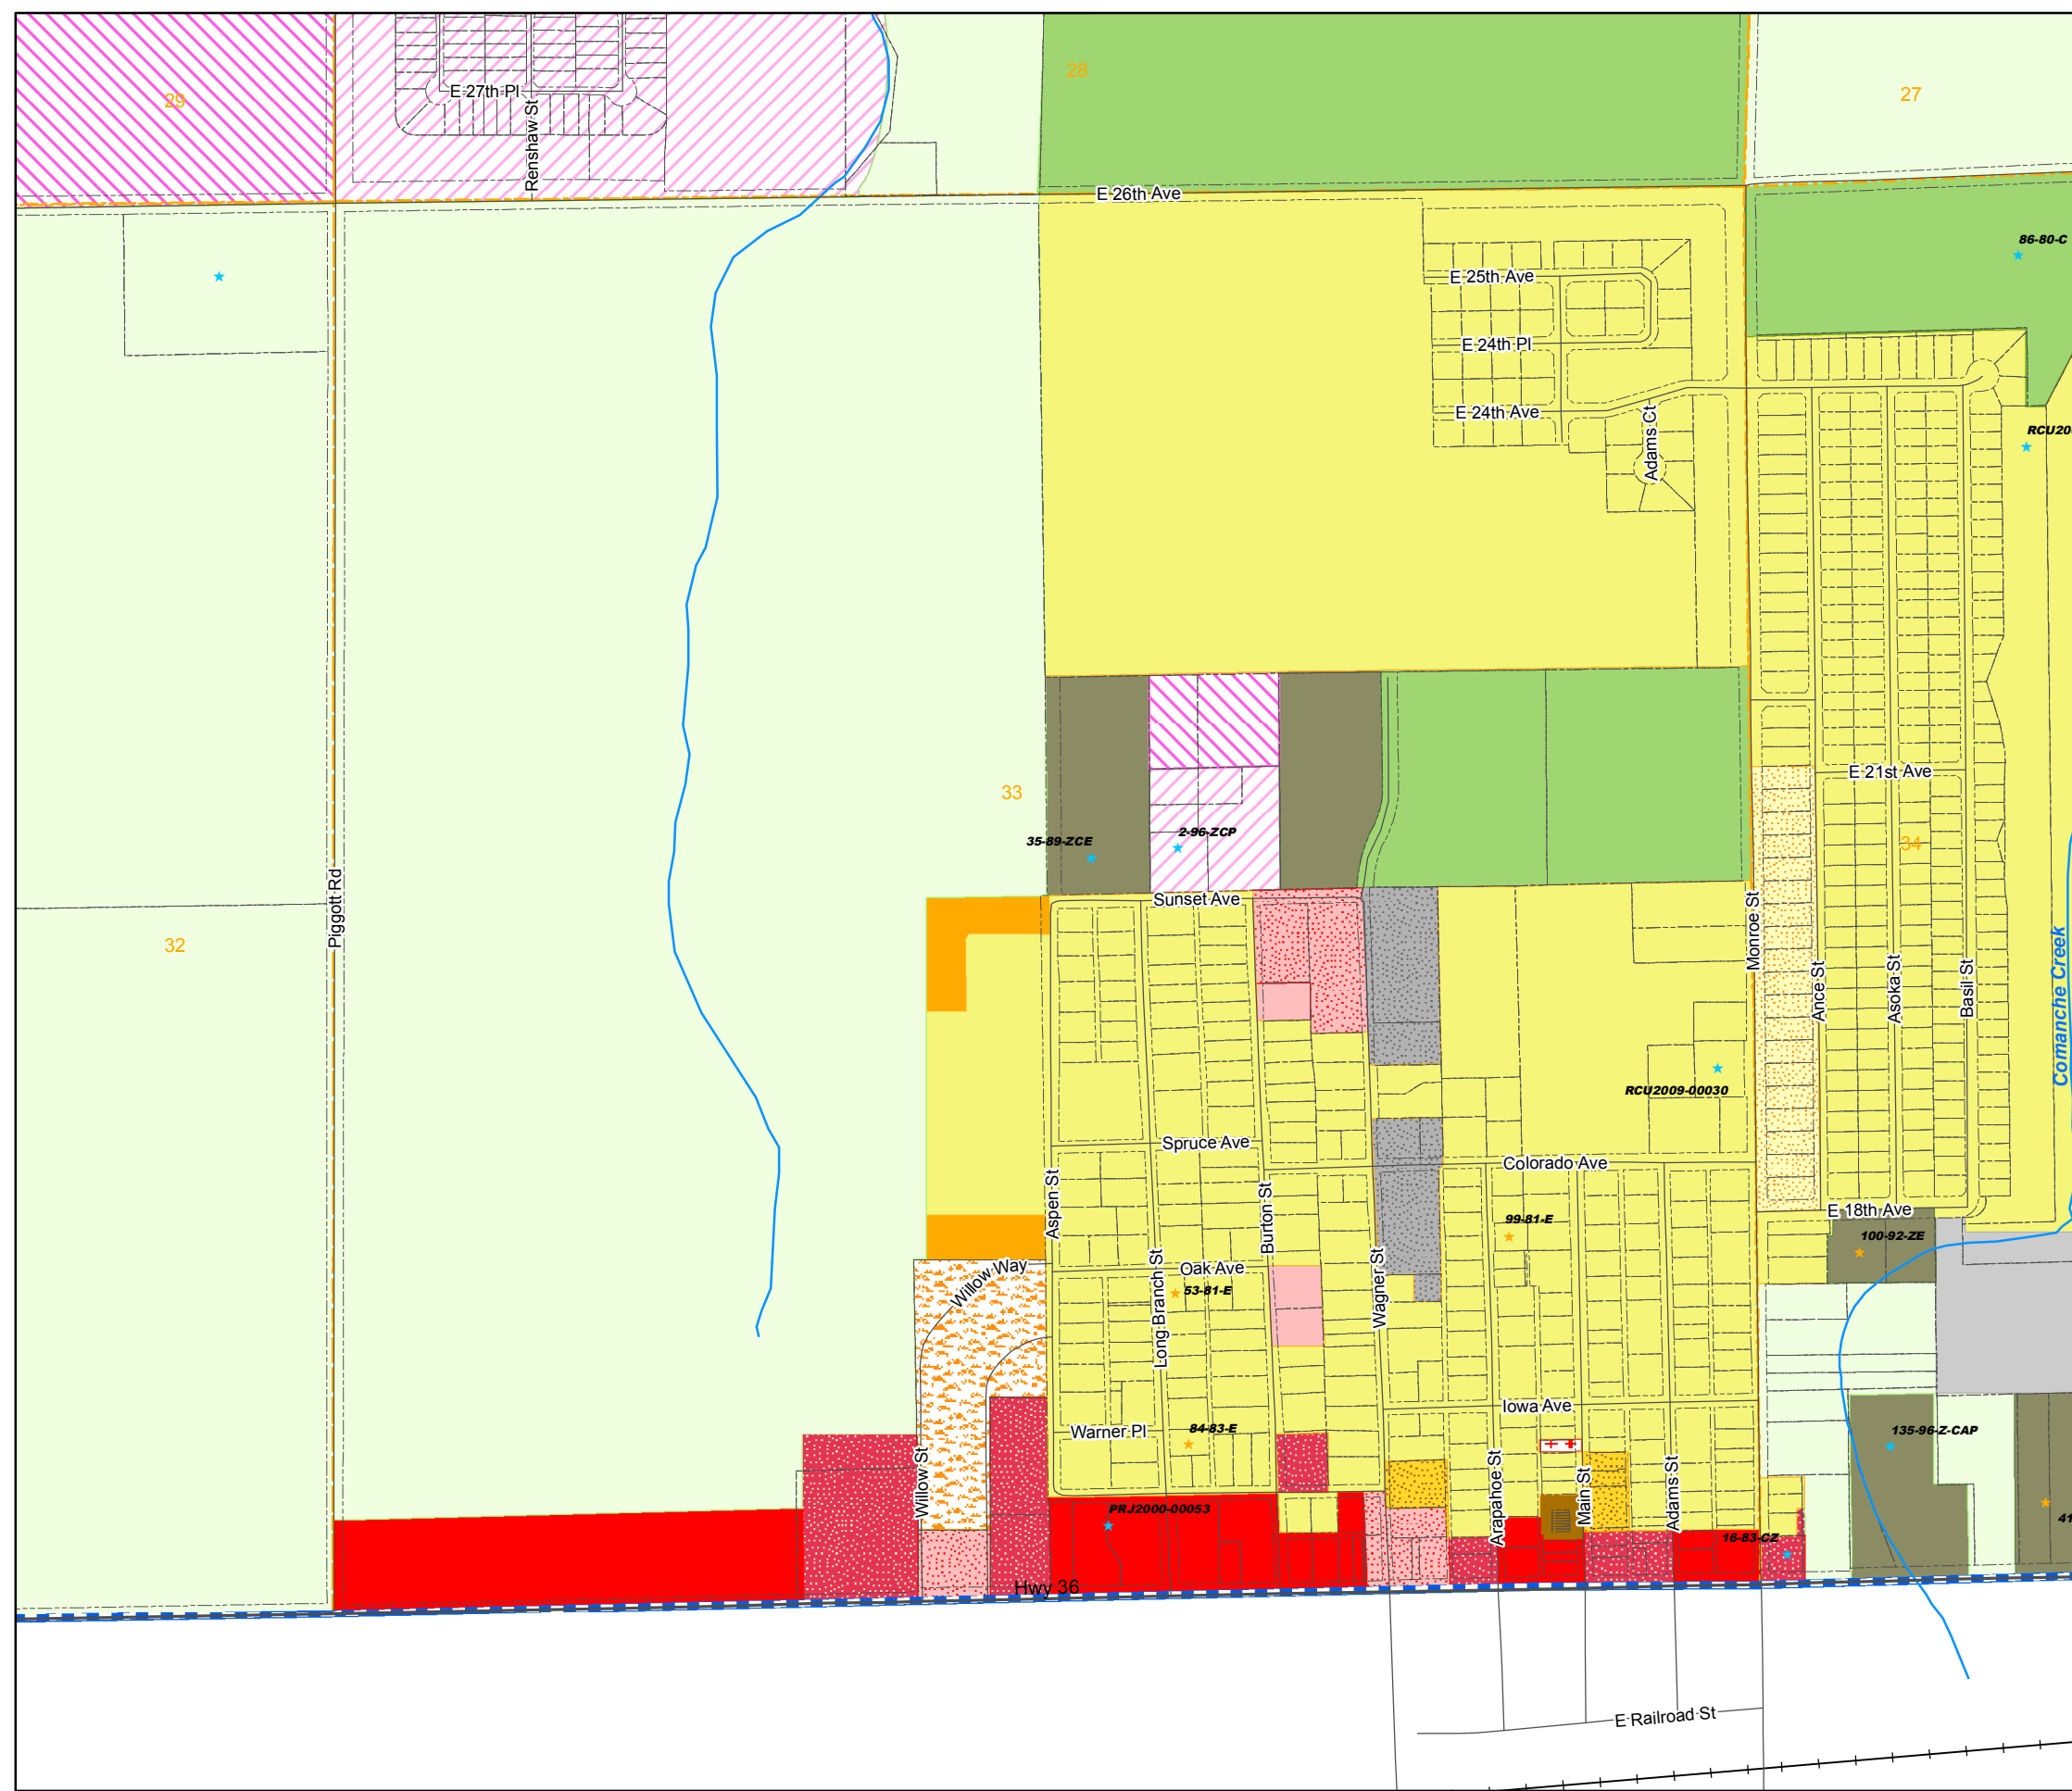 28
27
29
E 27th Pl
Renshaw St
E 26th Ave
86-80-C
E 25th Ave
E 24th Pl
E 24th Ave
Adams Ct
RCU20
E 21st Ave
33
34
35-89-ZCE
2-96-ZCP
Sunset Ave
Piggott Rd
32
Monroe St
Ance St
Asoka St
Basil St
Comanche Creek
RCU2009-00030
Spruce Ave
Colorado Ave
Aspen St
Burton St
99-81-E
E 18th Ave
100-92-ZE
Willow Way
Oak Ave
53-81-E
Long Branch St
Wagner St
Iowa Ave
Warner Pl
84-83-E
135-96-Z-CAP
Willow St
Arapahoe St
Main St
Adams St
PRJ2000-00053
41
16-83-CZ
Hwy 36
E Railroad St